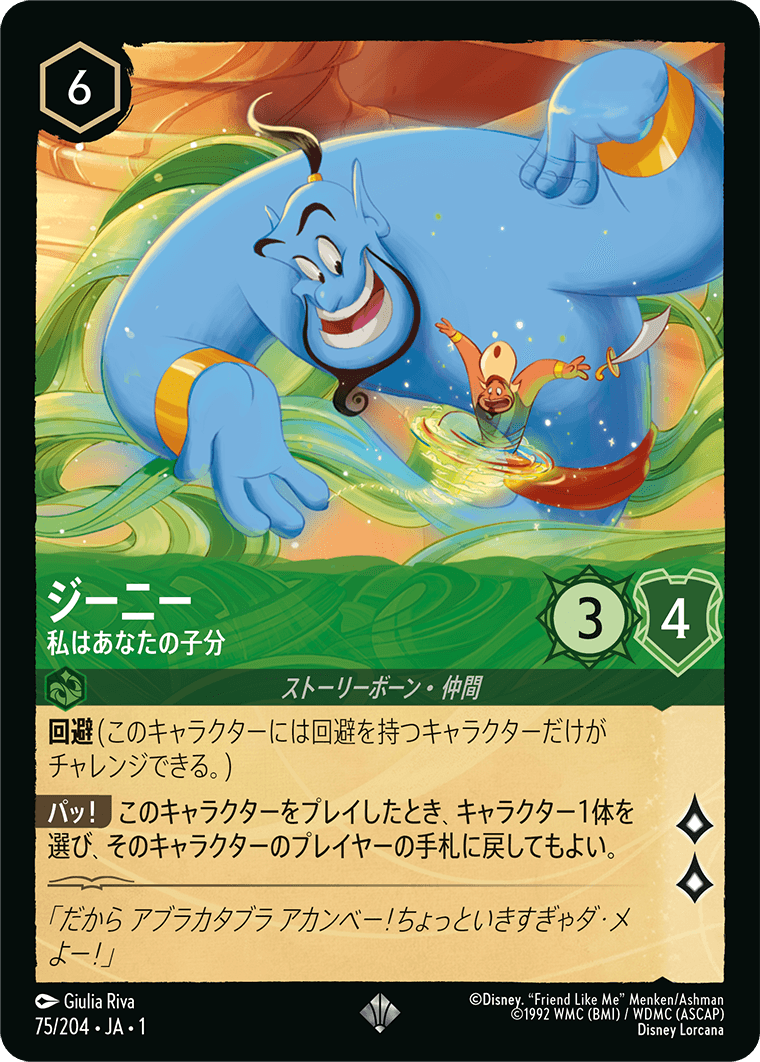 6
ジーニー
私はあなたの子分
3
4
ストーリーボーン・仲間
回避(このキャラクターには回避を持つキャラクターだけが
チャレンジできる。)
パッ! このキャラクターをプレイしたとき、キャラクター1体を
選び、そのキャラクターのプレイヤーの手札に戻してもよい。
「だから アブラカタブラ アカンベー!ちょっといきすぎゃダ・メ
よー!」
Giulia Riva
75/204・JA・1
©Disney. “Friend Like Me” Menken/Ashman
©1992 WMC (BMI) / WDMC (ASCAP)
Disney Lorcana